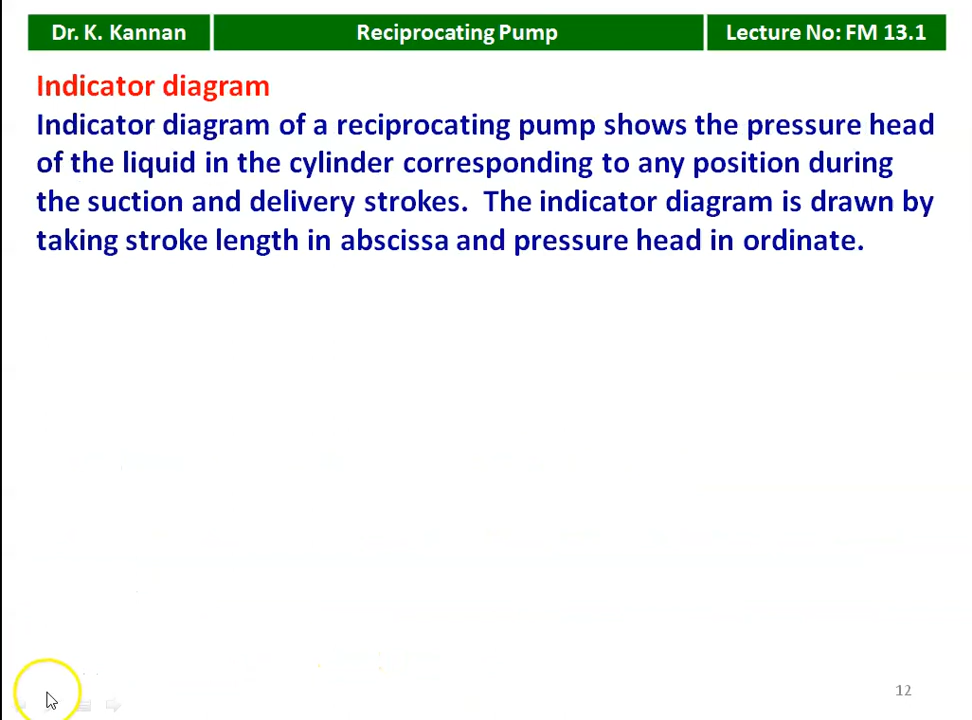 Dr. K. Kannan Reciprocating Pump Lecture No: FM 13.1
Indicator diagram
Indicator diagram of a reciprocating pump shows the pressure head
of the liquid in the cylinder corresponding to any position during
the suction and delivery strokes. The indicator diagram is drawn by
taking stroke length in abscissa and pressure head in ordinate.
12